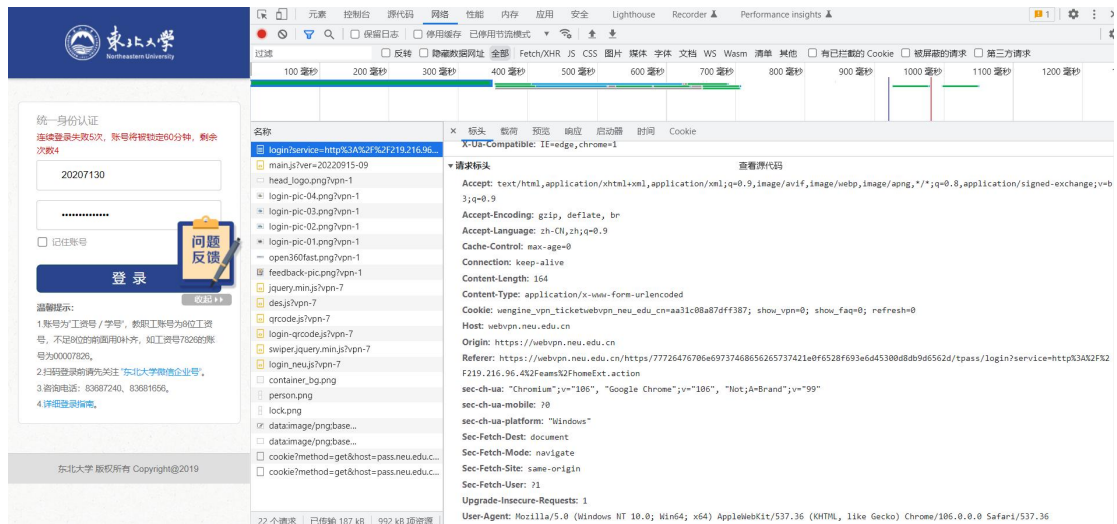 東北大學
Northeastern University
统一身份认证
连续登录失败5次，账号将被锁定60分钟，剩余
次数4
20207130
••••••••••••••
记住账号
问题
反馈
登 录
收起
温馨提示:
1.账号为"工资号 / 学号"，教职工账号为8位工资
号，不足8位的前面用0补齐，如工资号7826的账
号为00007826。
2.扫码登录前请先关注"东北大学微信企业号"。
3.咨询电话：83687240、83681656。
4.详细登录指南。
东北大学 版权所有 Copyright@2019
元素 控制台 源代码 网络 性能 内存 应用 安全 Lighthouse Recorder Performance insights 1
保留日志 停用缓存 已停用节流模式
过滤 反转 隐藏数据网址 全部 Fetch/XHR JS CSS 图片 媒体 字体 文档 WS Wasm 清单 其他 有已拦截的 Cookie 被屏蔽的请求 第三方请求
100 毫秒 200 毫秒 300 毫秒 400 毫秒 500 毫秒 600 毫秒 700 毫秒 800 毫秒 900 毫秒 1000 毫秒 1100 毫秒 1200 毫秒
名称
login?service=http%3A%2F%2F219.216.96...
main.js?ver=20220915-09
head_logo.png?vpn-1
login-pic-04.png?vpn-1
login-pic-03.png?vpn-1
login-pic-02.png?vpn-1
login-pic-01.png?vpn-1
open360fast.png?vpn-1
feedback-pic.png?vpn-1
jquery.min.js?vpn-7
des.js?vpn-7
qrcode.js?vpn-7
login-qrcode.js?vpn-7
swiper.jquery.min.js?vpn-7
login_neu.js?vpn-7
container_bg.png
person.png
lock.png
data:image/png;base...
data:image/png;base...
cookie?method=get&host=pass.neu.edu.c...
cookie?method=get&host=pass.neu.edu.c...
22 个请求 已传输 187 kB 992 kB 项资源
× 标头 载荷 预览 响应 启动器 时间 Cookie
X-Ua-Compatible: IE=edge,chrome=1
请求标头 查看源代码
Accept: text/html,application/xhtml+xml,application/xml;q=0.9,image/avif,image/webp,image/apng,*/*;q=0.8,application/signed-exchange;v=b
3;q=0.9
Accept-Encoding: gzip, deflate, br
Accept-Language: zh-CN,zh;q=0.9
Cache-Control: max-age=0
Connection: keep-alive
Content-Length: 164
Content-Type: application/x-www-form-urlencoded
Cookie: wengine_vpn_ticketwebvpn_neu_edu_cn=aa31c08a87dff387; show_vpn=0; show_faq=0; refresh=0
Host: webvpn.neu.edu.cn
Origin: https://webvpn.neu.edu.cn
Referer: https://webvpn.neu.edu.cn/https/77726476706e69737468656265737421e0f6528f693e6d45300d8db9d6562d/tpass/login?service=http%3A%2F%2
F219.216.96.4%2Feams%2FhomeExt.action
sec-ch-ua: "Chromium";v="106", "Google Chrome";v="106", "Not;A=Brand";v="99"
sec-ch-ua-mobile: ?0
sec-ch-ua-platform: "Windows"
Sec-Fetch-Dest: document
Sec-Fetch-Mode: navigate
Sec-Fetch-Site: same-origin
Sec-Fetch-User: ?1
Upgrade-Insecure-Requests: 1
User-Agent: Mozilla/5.0 (Windows NT 10.0; Win64; x64) AppleWebKit/537.36 (KHTML, like Gecko) Chrome/106.0.0.0 Safari/537.36